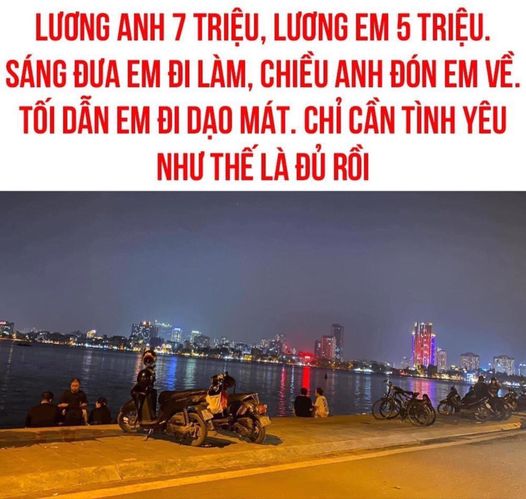 LƯƠNG ANH 7 TRIỆU, LƯƠNG EM 5 TRIỆU.
SÁNG ĐƯA EM ĐI LÀM, CHIỀU ANH ĐÓN EM VỀ.
TỐI DẪN EM ĐI DẠO MÁT. CHỈ CẦN TÌNH YÊU
NHƯ THẾ LÀ ĐỦ RỒI